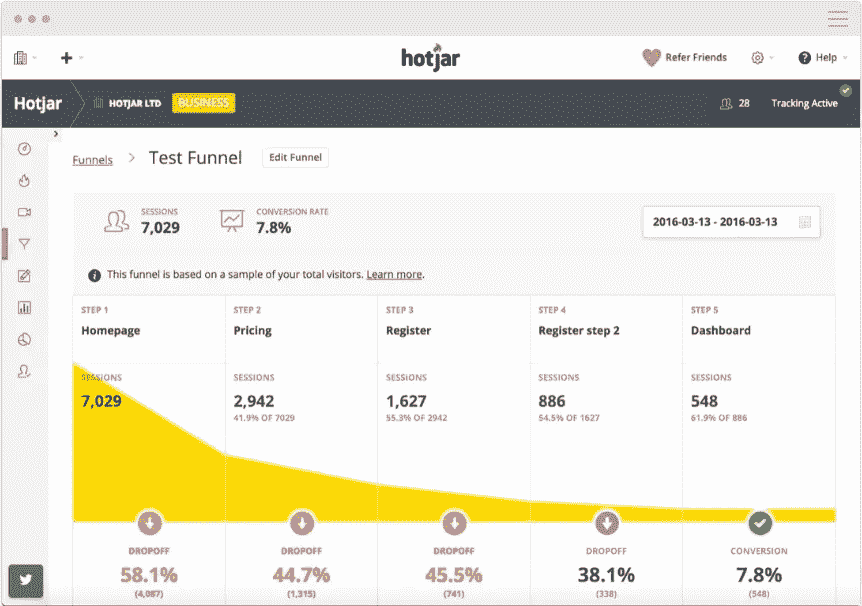 hotjar
Refer Friends
Help
Hotjar
HOTJAR LTD
BUSINESS
28
Tracking Active
Funnels > Test Funnel
Edit Funnel
SESSIONS
7,029
CONVERSION RATE
7.8%
2016-03-13 - 2016-03-13
This funnel is based on a sample of your total visitors. Learn more.
STEP 1
Homepage
SESSIONS
7,029
STEP 2
Pricing
SESSIONS
2,942
41.9% OF 7029
STEP 3
Register
SESSIONS
1,627
55.3% OF 2942
STEP 4
Register step 2
SESSIONS
886
54.5% OF 1627
STEP 5
Dashboard
SESSIONS
548
61.9% OF 886
DROPOFF
58.1%
(4,087)
DROPOFF
44.7%
(1,315)
DROPOFF
45.5%
(741)
DROPOFF
38.1%
(338)
CONVERSION
7.8%
(548)